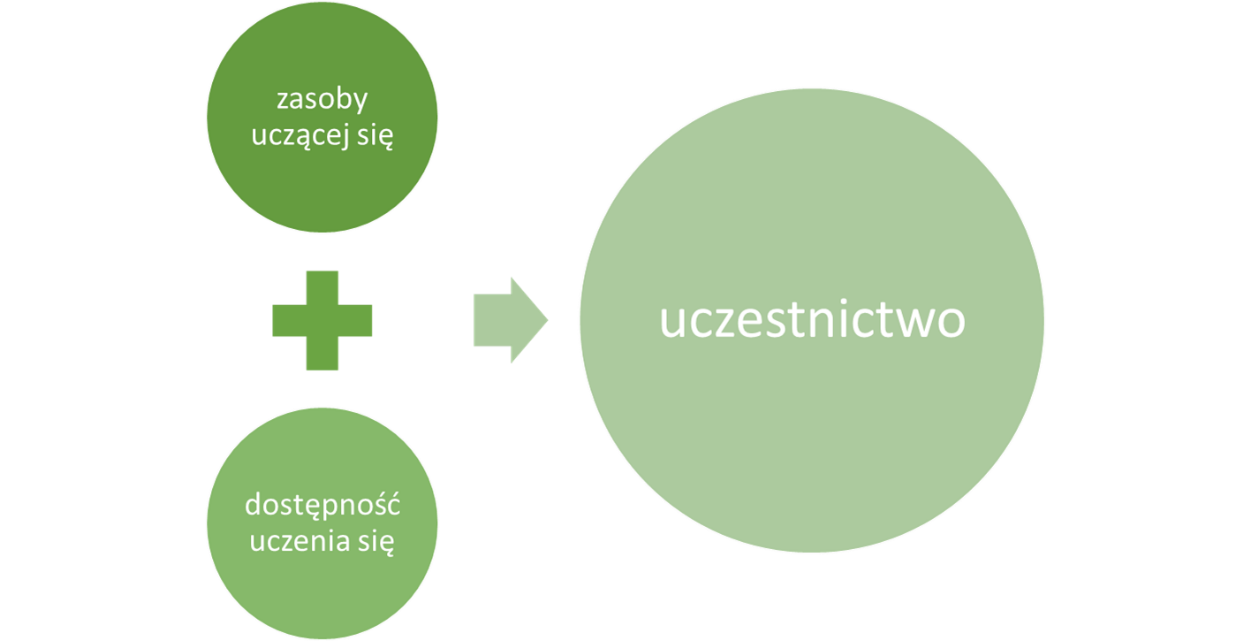 zasoby
uczącej się
dostępność
uczenia się
uczestnictwo